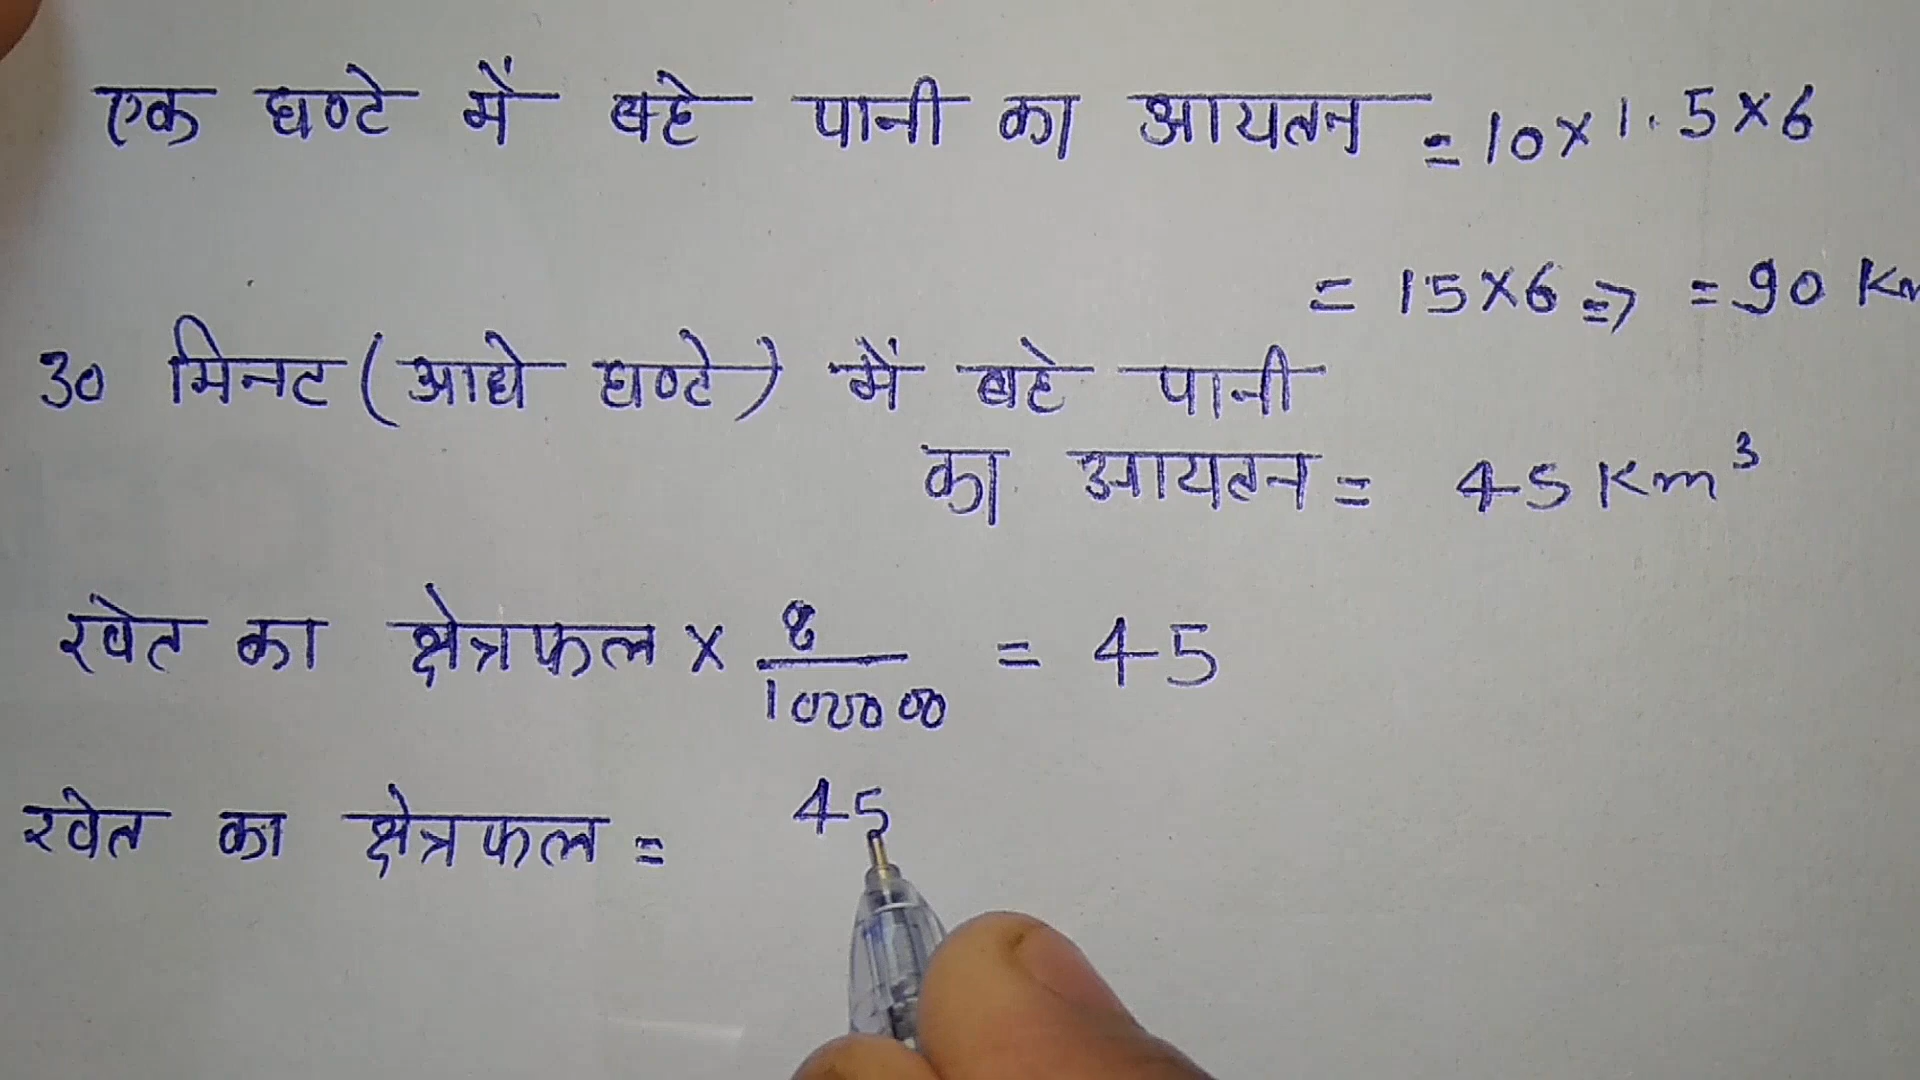 एक घण्टे में बहे पानी का आयतन = 10 × 1.5 × 6
= 15 × 6 => = 90 Km
30 मिनट (आधे घण्टे) में बहे पानी
का आयतन = 45 Km³
खेत का क्षेत्रफल × 8/100000 = 45
खेत का क्षेत्रफल = 45